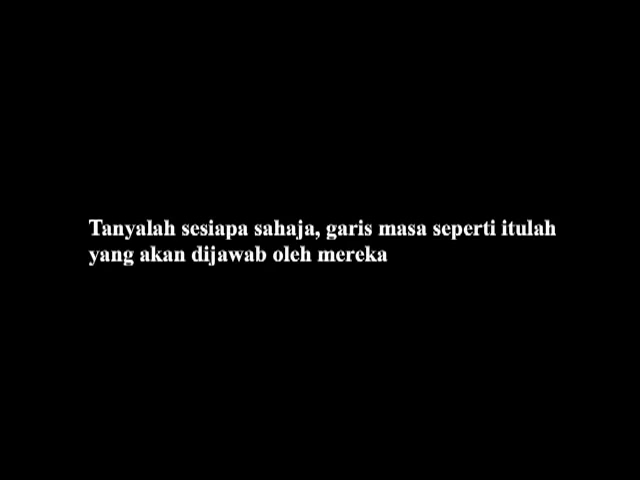 Tanyalah sesiapa sahaja, garis masa seperti itulah
yang akan dijawab oleh mereka